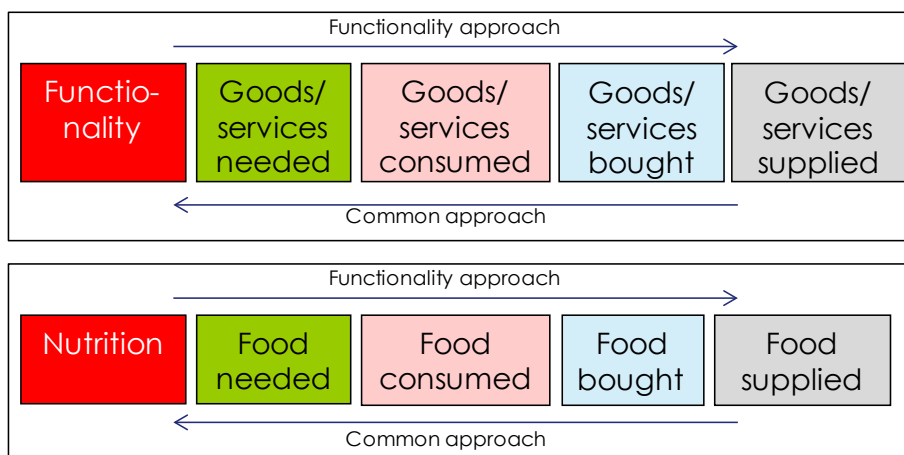 Functionality approach
Functio-
nality
Goods/
services
needed
Goods/
services
consumed
Goods/
services
bought
Goods/
services
supplied
Common approach
Functionality approach
Nutrition
Food
needed
Food
consumed
Food
bought
Food
supplied
Common approach